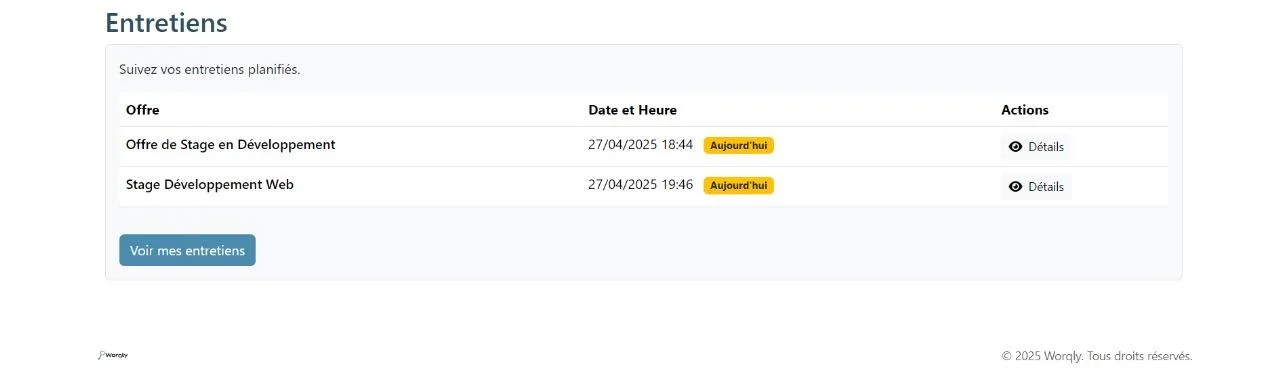 Entretiens
Suivez vos entretiens planifiés.
Offre Date et Heure Actions
Offre de Stage en Développement 27/04/2025 18:44 Aujourd'hui Détails
Stage Développement Web 27/04/2025 19:46 Aujourd'hui Détails
Voir mes entretiens
Worqly © 2025 Worqly. Tous droits réservés.